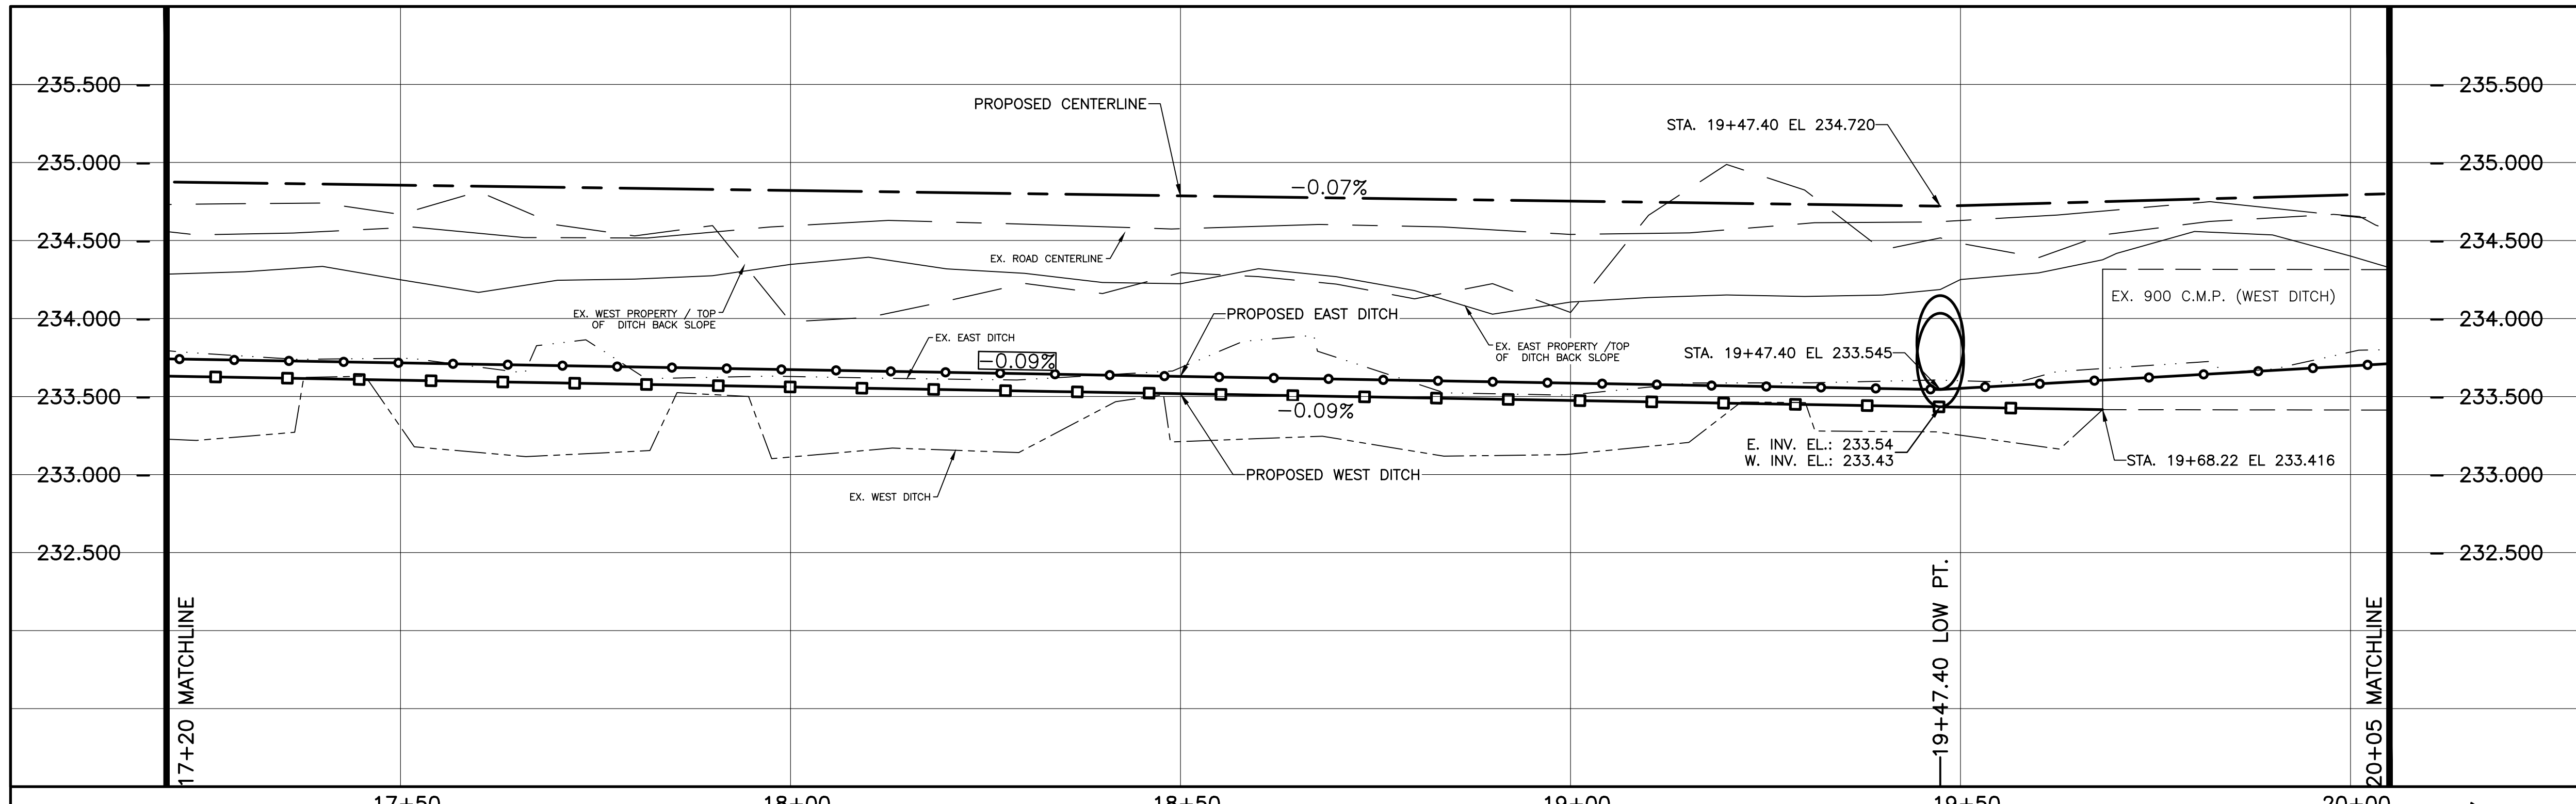 235.500 –
– 235.500
PROPOSED CENTERLINE
STA. 19+47.40 EL 234.720
235.000 –
– 235.000
-0.07%
234.500 –
– 234.500
EX. ROAD CENTERLINE
EX. 900 C.M.P. (WEST DITCH)
EX. WEST PROPERTY / TOP
OF DITCH BACK SLOPE
234.000 –
– 234.000
PROPOSED EAST DITCH
EX. EAST DITCH
EX. EAST PROPERTY /TOP
OF DITCH BACK SLOPE
STA. 19+47.40 EL 233.545
-0.09%
233.500 –
– 233.500
-0.09%
E. INV. EL.: 233.54
W. INV. EL.: 233.43
STA. 19+68.22 EL 233.416
233.000 –
– 233.000
PROPOSED WEST DITCH
EX. WEST DITCH
232.500 –
– 232.500
17+20 MATCHLINE
19+47.40 LOW PT.
20+05 MATCHLINE
17+50
18+00
18+50
19+00
19+50
20+00